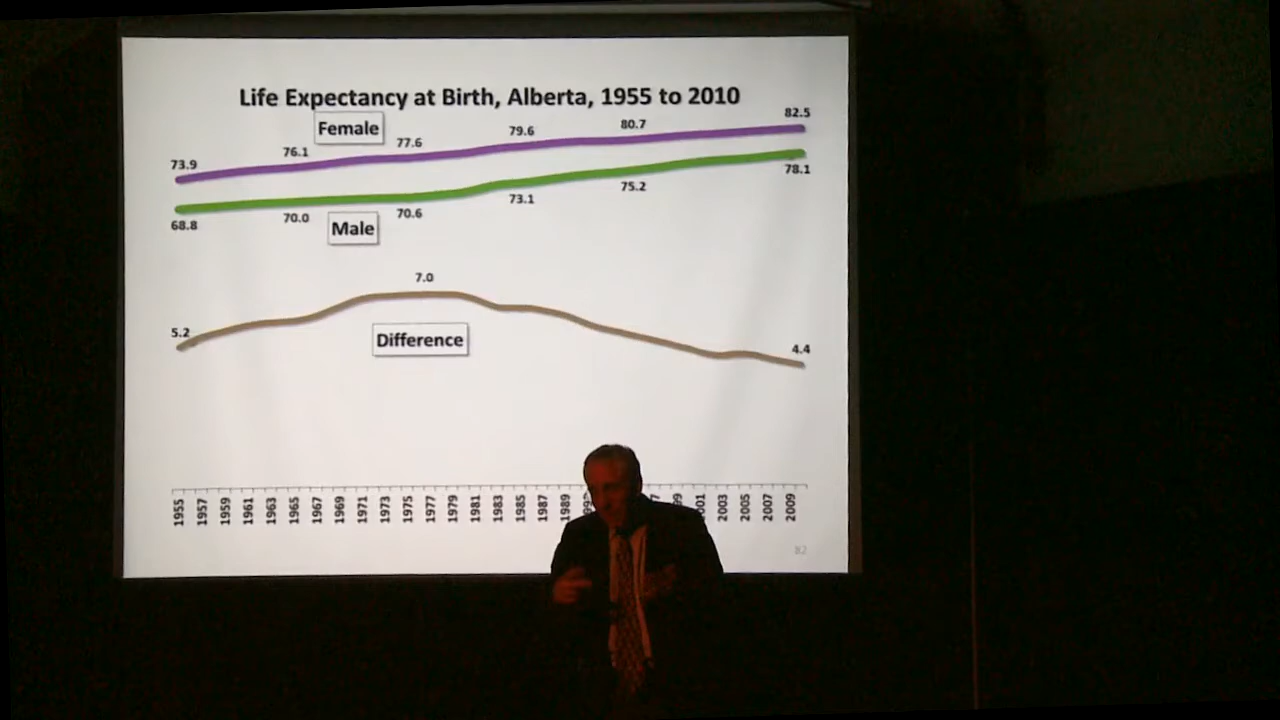 Life Expectancy at Birth, Alberta, 1955 to 2010
Female
73.9 76.1 77.6 79.6 80.7 82.5
68.8 70.0 70.6 73.1 75.2 78.1
Male
7.0
5.2 4.4
Difference
1955 1957 1959 1961 1963 1965 1967 1969 1971 1973 1975 1977 1979 1981 1983 1985 1987 1989 2003 2005 2007 2009